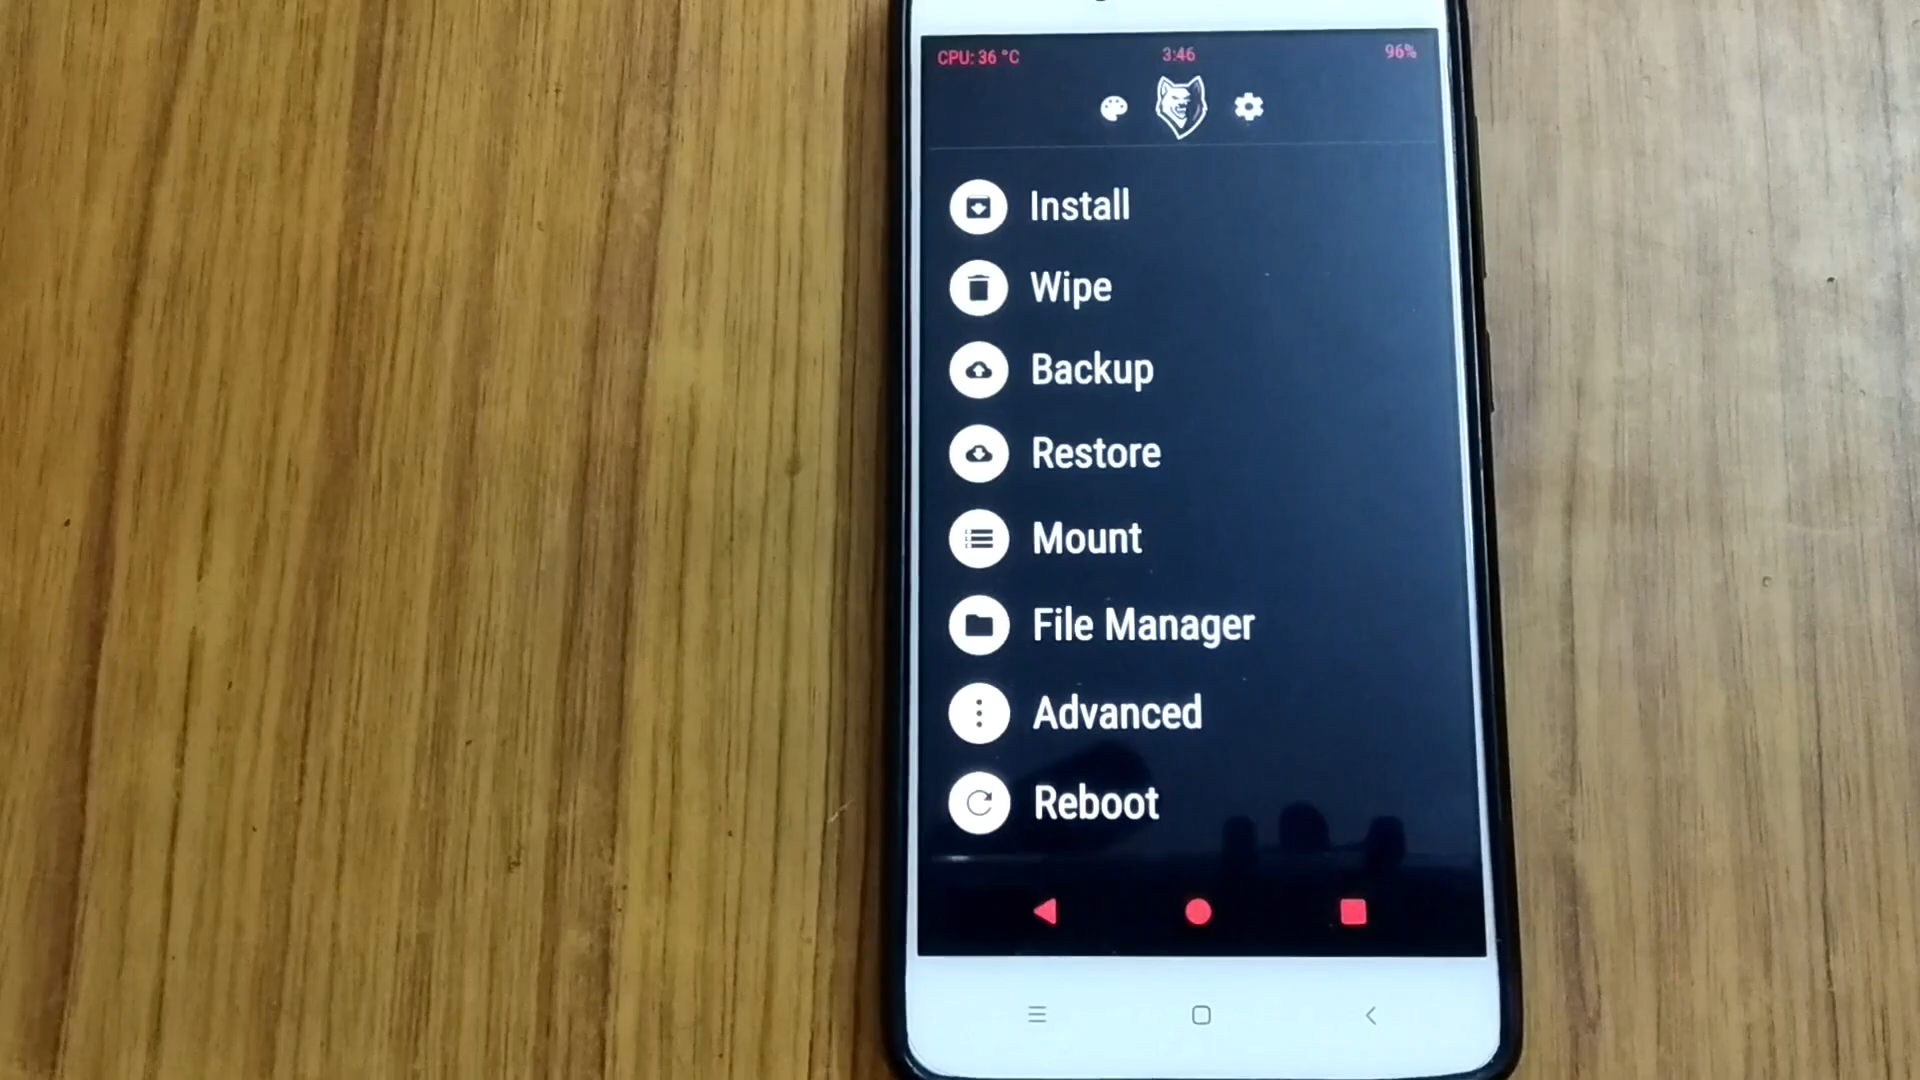 CPU: 36 °C 3:46 96%
Install
Wipe
Backup
Restore
Mount
File Manager
Advanced
Reboot